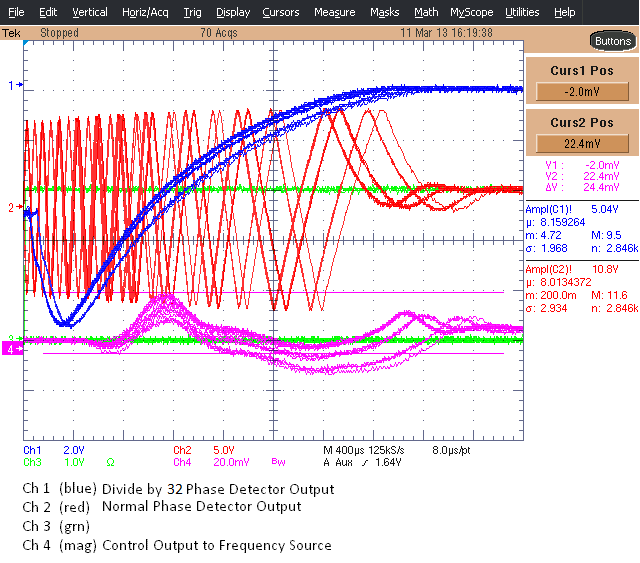 File Edit Vertical Horiz/Acq Trig Display Cursors Measure Masks Math MyScope Utilities Help
Tek Stopped 70 Acqs 11 Mar 13 16:19:38
Buttons
Curs1 Pos
-2.0mV
Curs2 Pos
22.4mV
V1 : -2.0mV
V2 : 22.4mV
ΔV : 24.4mV
Ampl(C1)! 5.04V
μ: 8.159264
m: 4.72 M: 9.5
σ: 1.968 n: 2.846k
Ampl(C2)! 10.8V
μ: 8.0134372
m: 200.0m M: 11.6
σ: 2.934 n: 2.846k
1
2
3
4
Ch1 2.0V Ch2 5.0V M 400μs 125kS/s 8.0μs/pt
Ch3 1.0V Ω Ch4 20.0mV Bw A Aux ∫ 1.64V
Ch 1 (blue) Divide by 32 Phase Detector Output
Ch 2 (red) Normal Phase Detector Output
Ch 3 (grn)
Ch 4 (mag) Control Output to Frequency Source